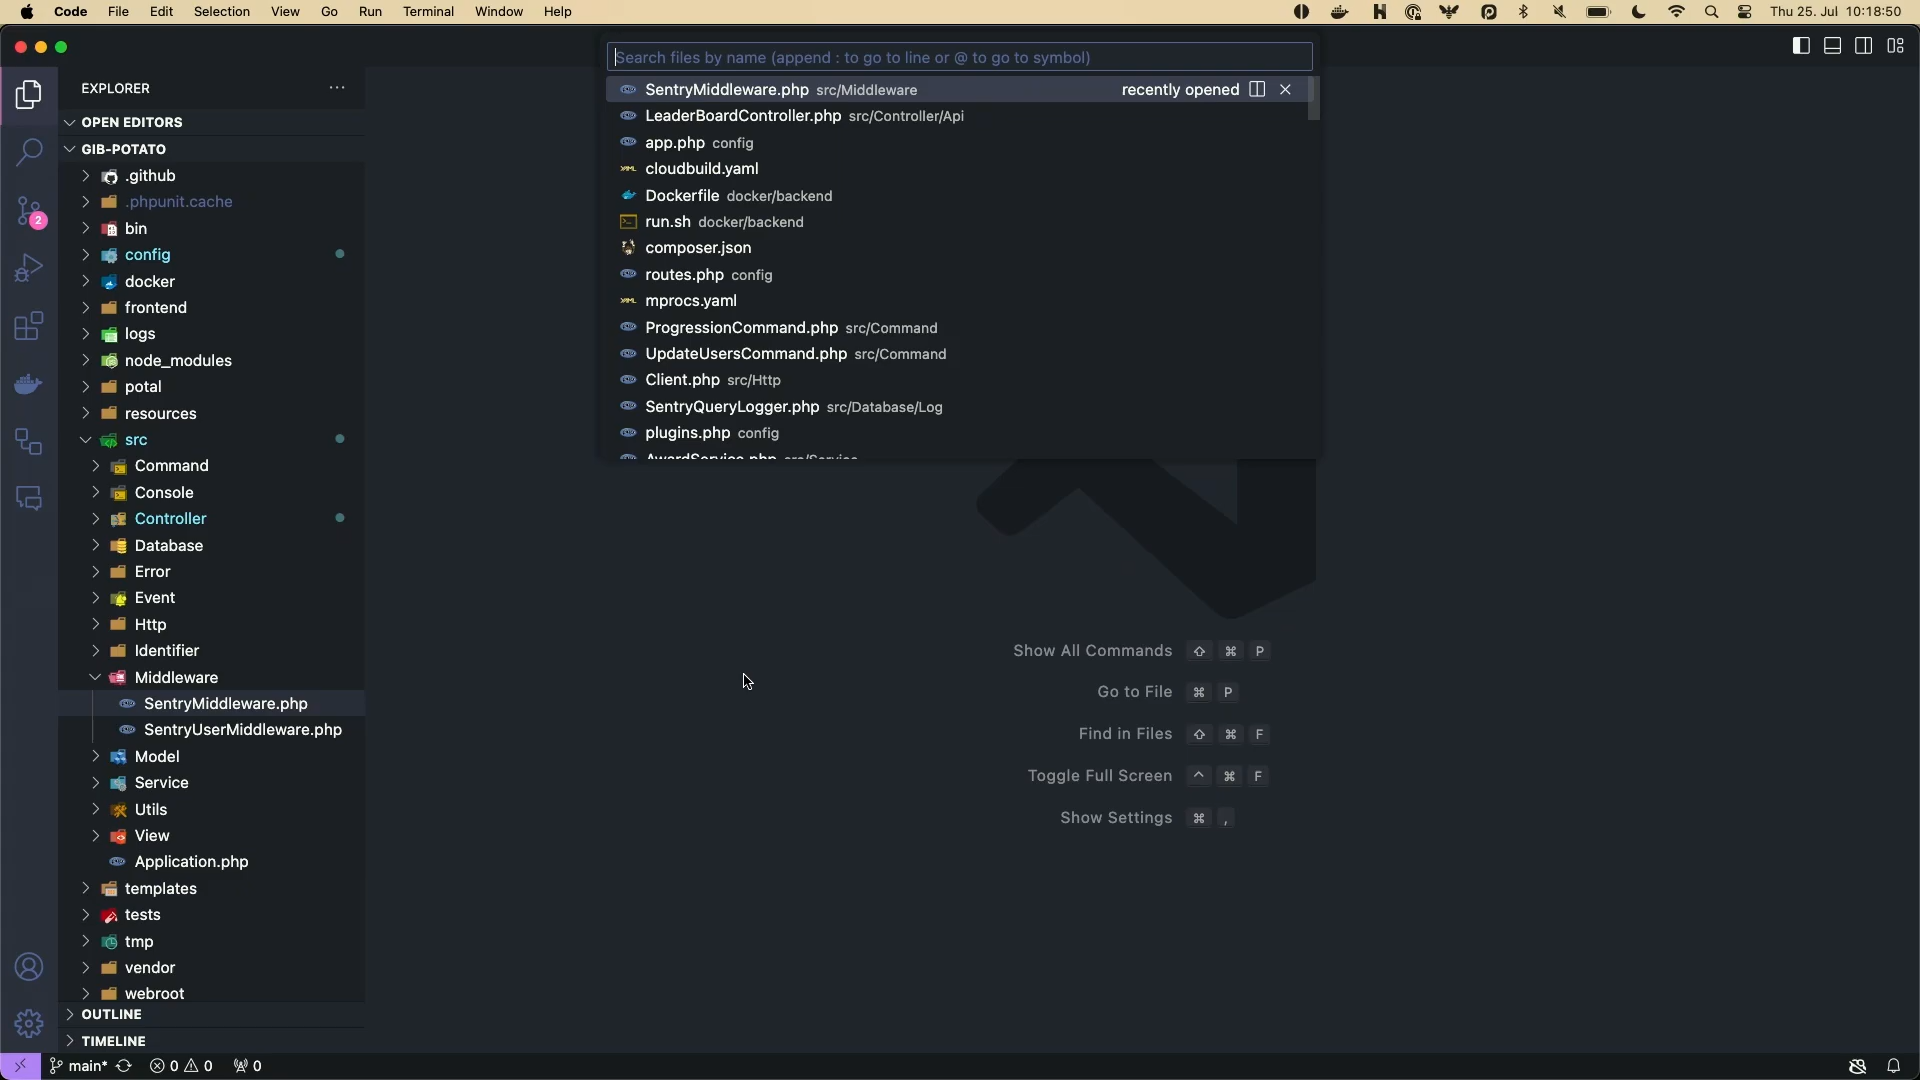 Code File Edit Selection View Go Run Terminal Window Help Thu 25. Jul 10:18:50
Search files by name (append : to go to line or @ to go to symbol)
SentryMiddleware.php src/Middleware recently opened
LeaderBoardController.php src/Controller/Api
app.php config
cloudbuild.yaml
Dockerfile docker/backend
run.sh docker/backend
composer.json
routes.php config
mprocs.yaml
ProgressionCommand.php src/Command
UpdateUsersCommand.php src/Command
Client.php src/Http
SentryQueryLogger.php src/Database/Log
plugins.php config
AwardService.php src/Service
EXPLORER
OPEN EDITORS
GIB-POTATO
.github
.phpunit.cache
2
bin
config
docker
frontend
logs
node_modules
potal
resources
src
Command
Console
Controller
Database
Error
Event
Http
Identifier
Middleware
SentryMiddleware.php
SentryUserMiddleware.php
Model
Service
Utils
View
Application.php
templates
tests
tmp
vendor
webroot
OUTLINE
TIMELINE
Show All Commands ⇧ ⌘ P
Go to File ⌘ P
Find in Files ⇧ ⌘ F
Toggle Full Screen ^ ⌘ F
Show Settings ⌘ ,
main* 0 0 0